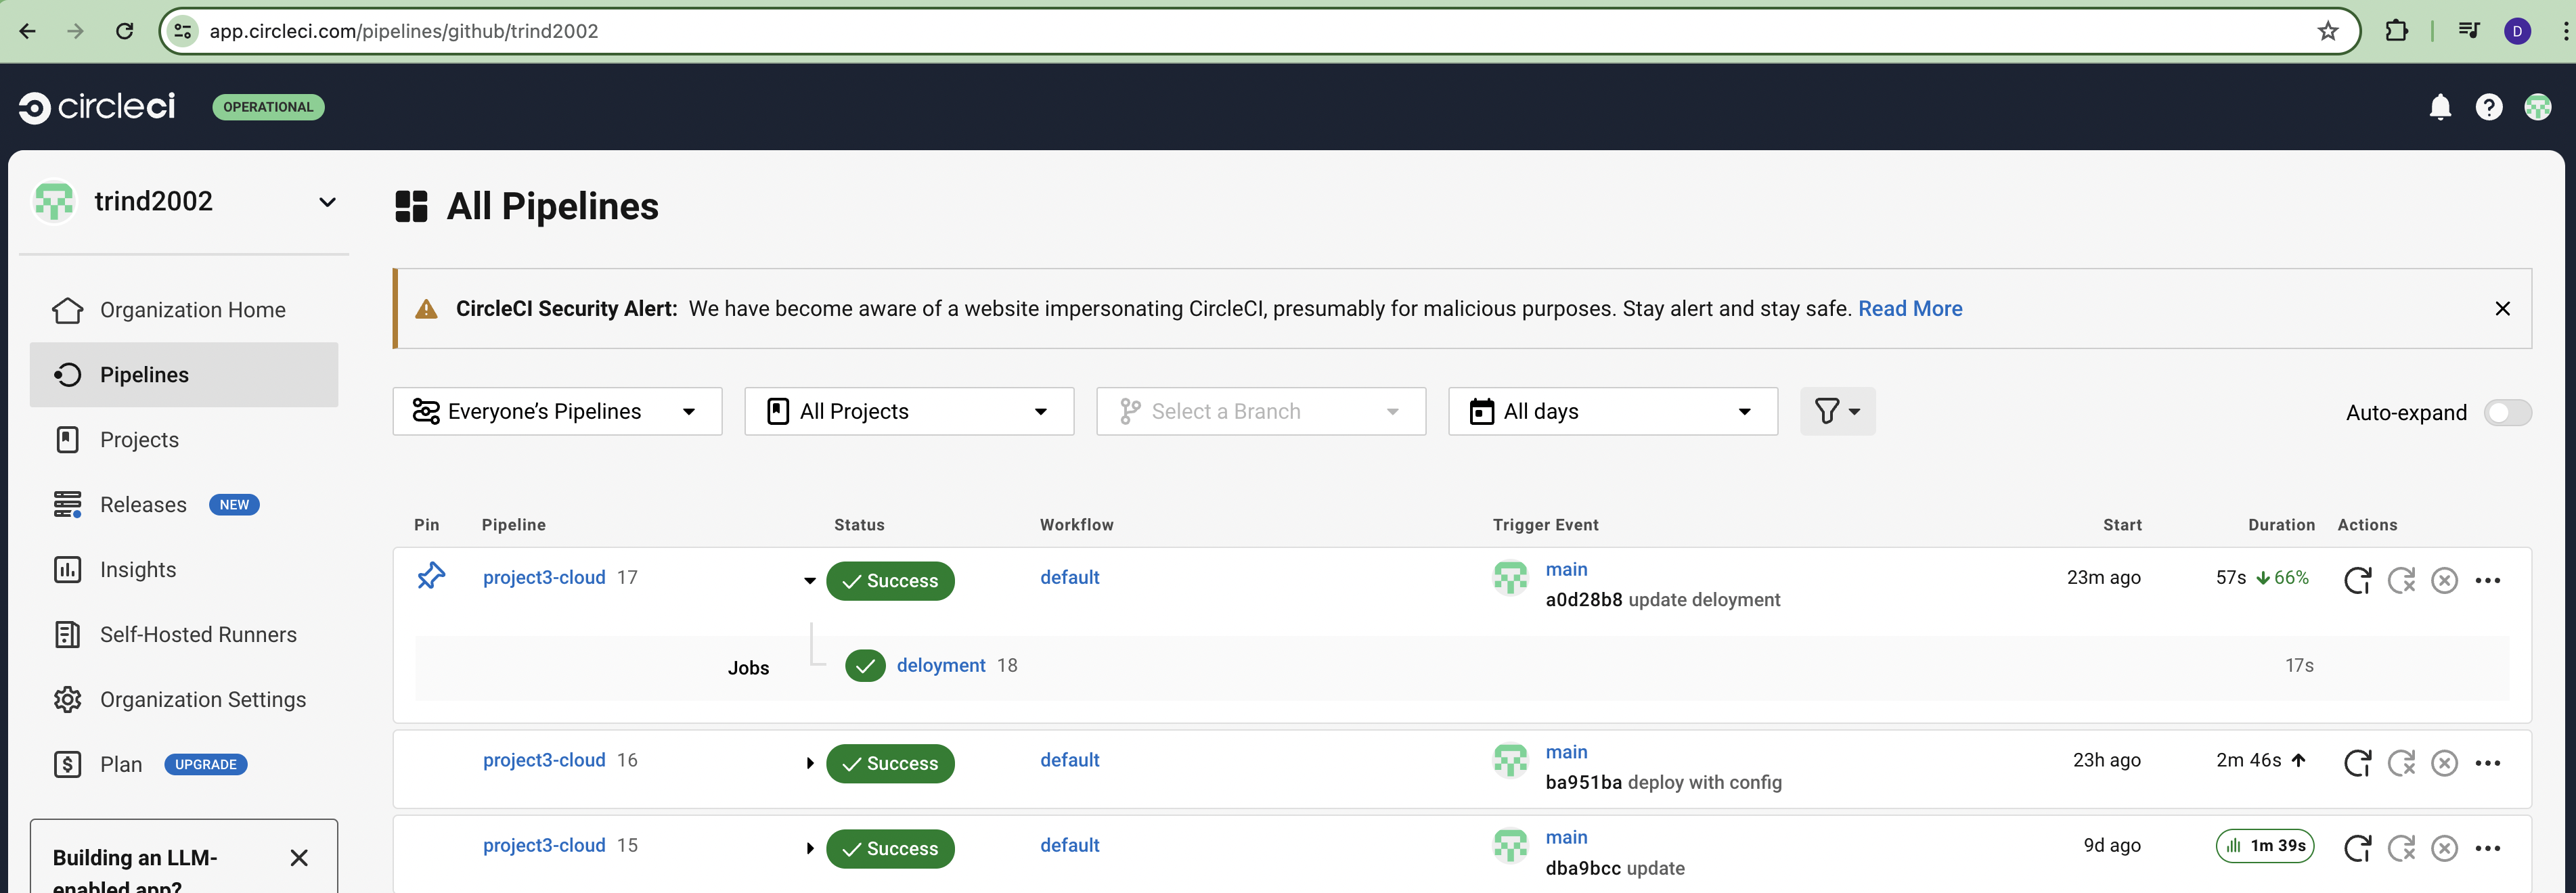 app.circleci.com/pipelines/github/trind2002
D
circleci
OPERATIONAL
?
trind2002
Organization Home
Pipelines
Projects
Releases NEW
Insights
Self-Hosted Runners
Organization Settings
Plan UPGRADE
Building an LLM-
enabled app?
All Pipelines
CircleCI Security Alert: We have become aware of a website impersonating CircleCI, presumably for malicious purposes. Stay alert and stay safe. Read More
Everyone’s Pipelines All Projects Select a Branch All days Auto-expand
Pin Pipeline Status Workflow Trigger Event Start Duration Actions
project3-cloud 17 Success default main 23m ago 57s 66%
a0d28b8 update deloyment
Jobs deloyment 18 17s
project3-cloud 16 Success default main 23h ago 2m 46s
ba951ba deploy with config
project3-cloud 15 Success default main 9d ago 1m 39s
dba9bcc update